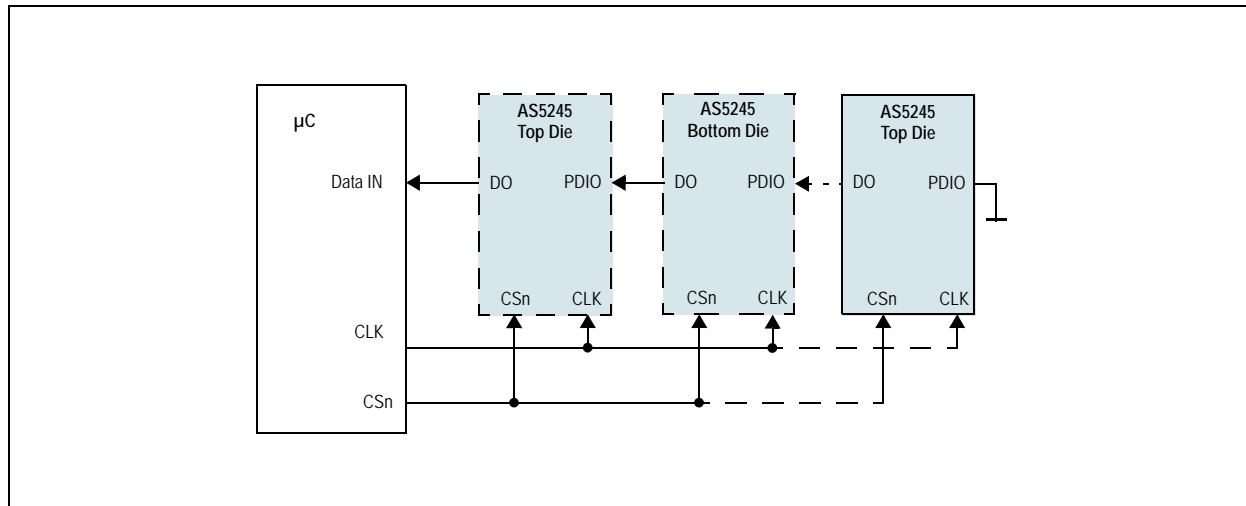 µC
AS5245
Top Die
AS5245
Bottom Die
AS5245
Top Die
Data IN
DO PDIO
DO PDIO
DO PDIO
CSn CLK
CSn CLK
CSn CLK
CLK
CSn